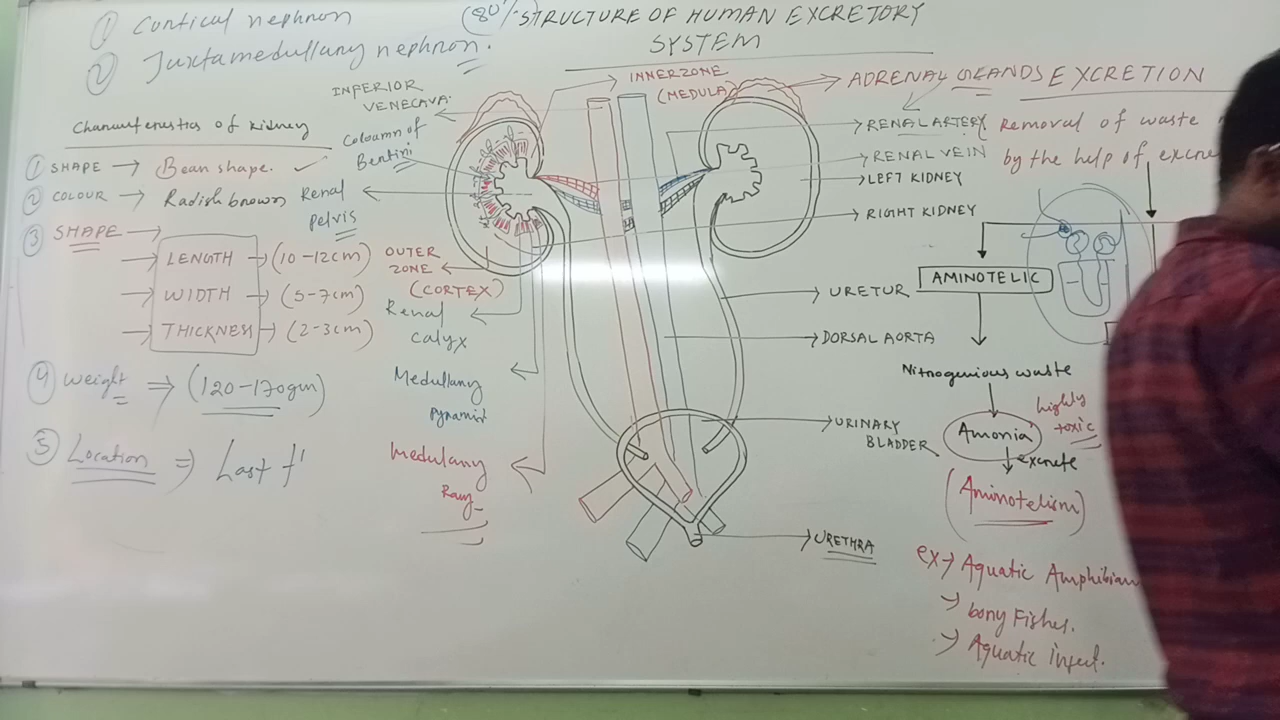 ① Cortical nephron
② Juxtamedullary nephron.
(80%
STRUCTURE OF HUMAN EXCRETORY
SYSTEM
Characteristics of kidney
① SHAPE → Bean shape.
② COLOUR → Radish brown
③ SHAPE →
→ LENGTH → (10-12cm)
→ WIDTH → (5-7cm)
→ THICKNESS → (2-3cm)
④ Weight ⇒ (120-170gm)
⑤ Location ⇒ Last
INFERIOR
VENECAVA.
Coloumn of
Bentini
Renal
Pelvis
OUTER
ZONE
(CORTEX)
Renal
Calyx
Medullary
Pyramid
Medulary
Ray
INNERZONE
(MEDULA)
ADRENAL GLANDS
RENAL ARTERY
RENAL VEIN
LEFT KIDNEY
RIGHT KIDNEY
URETUR
DORSAL AORTA
URINARY
BLADDER
URETHRA
EXCRETION
Removal of waste
by the help of excre
AMINOTELIC
Nitrogenious waste
Amonia
highly
toxic
excrete
(Aminotelism)
ex→ Aquatic Amphibian
→ bony Fishes.
→ Aquatic Insect.